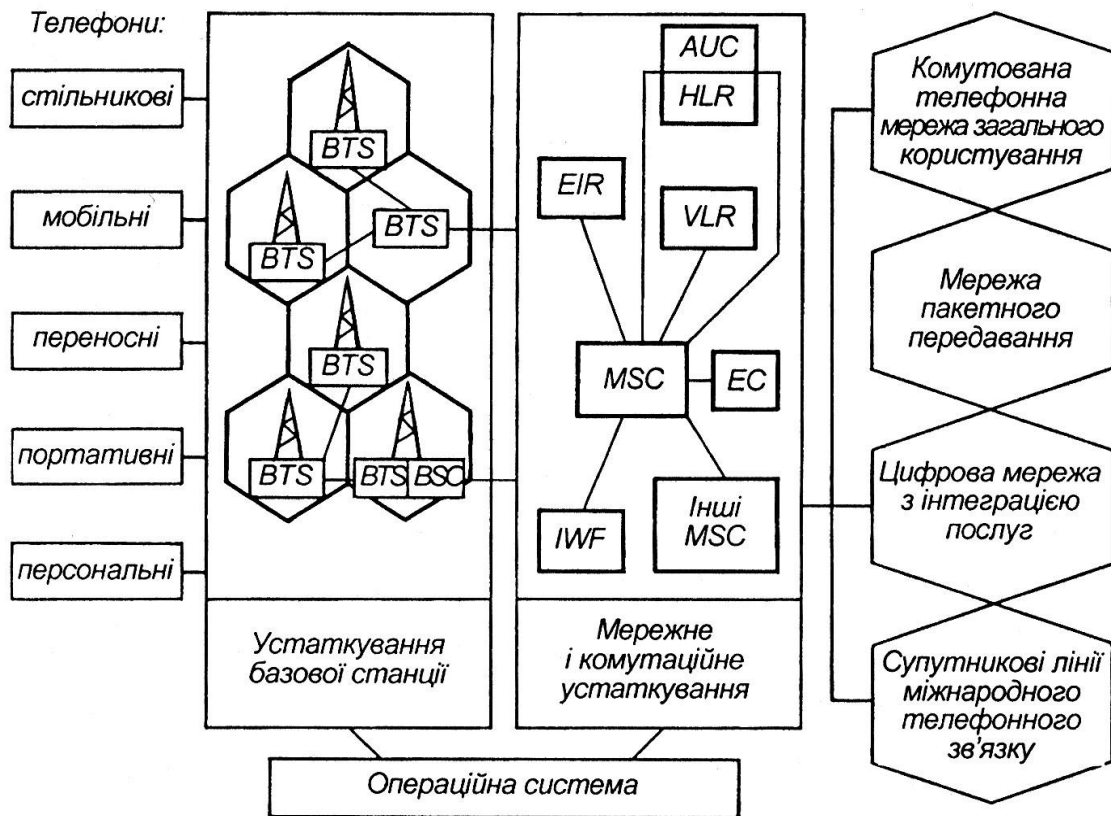 Телефони:
стільникові
мобільні
переносні
портативні
персональні
BTS
BTS
BTS
BTS
BTS
BTS
BSC
Устаткування
базової станції
AUC
HLR
EIR
VLR
MSC
EC
IWF
Інші
MSC
Мережне
і комутаційне
устаткування
Операційна система
Комутована
телефонна
мережа загального
користування
Мережа
пакетного
передавання
Цифрова мережа
з інтеграцією
послуг
Супутникові лінії
міжнародного
телефонного
зв'язку